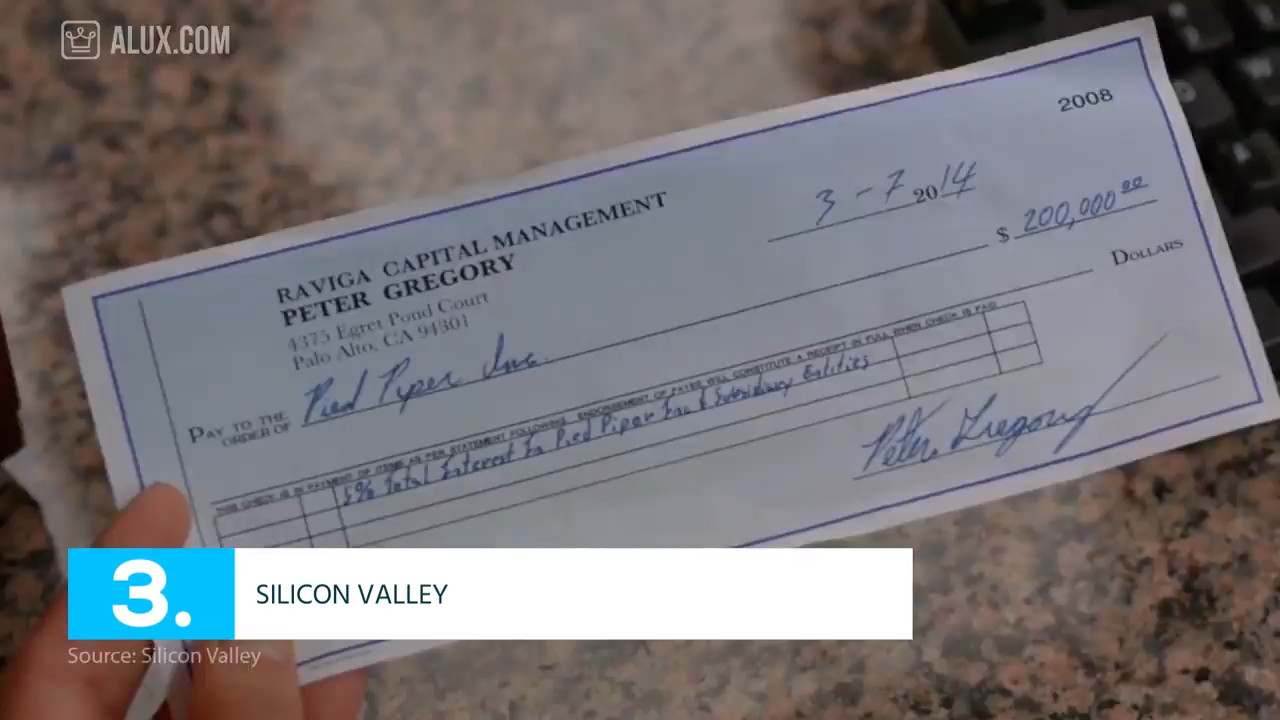 ALUX.COM
2008
3-7 2014
RAVIGA CAPITAL MANAGEMENT
PETER GREGORY
4375 Egret Pond Court
Palo Alto, CA 94301
$ 200,000 00
PAY TO THE
ORDER OF Pied Piper Inc.
DOLLARS
THIS CHECK IS IN PAYMENT OF ITEMS AS PER STATEMENT FOLLOWING. ENDORSEMENT OF PAYEE WILL CONSTITUTE A RECEIPT IN FULL WHEN CHECK IS PAID
5% Total Interest In Pied Piper Inc & Subsidiary Entities
Peter Gregory
3. SILICON VALLEY
Source: Silicon Valley